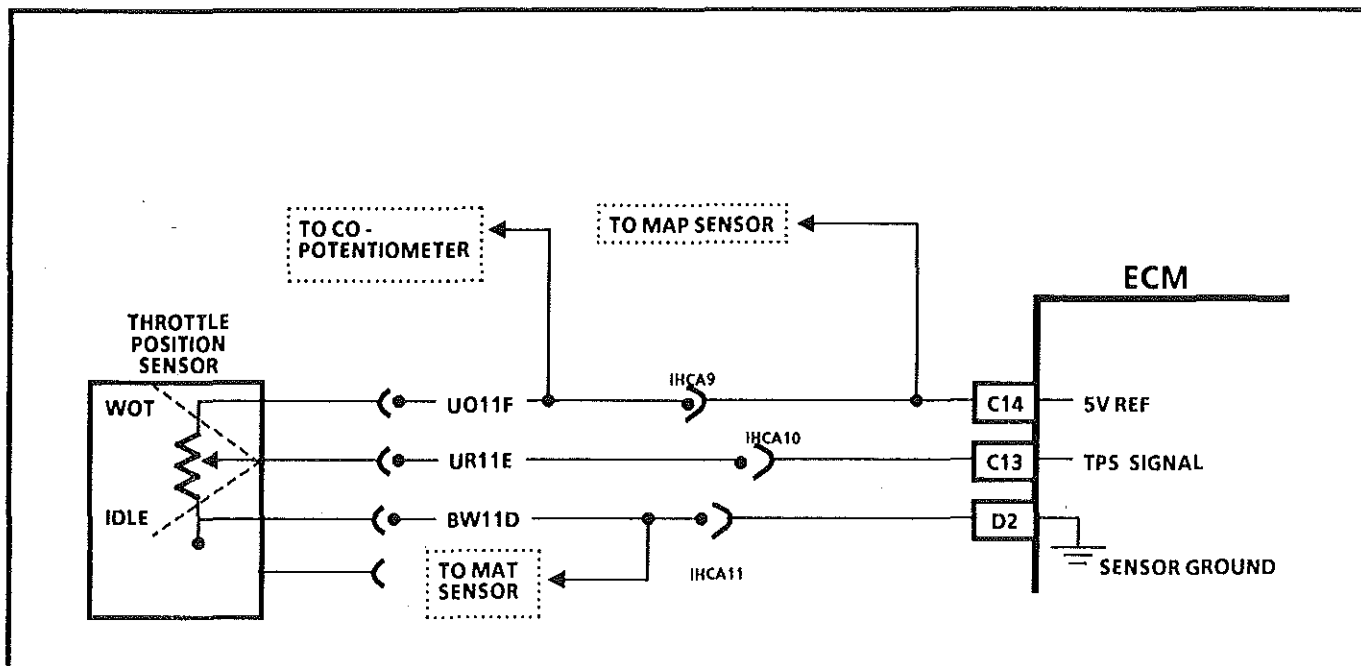 TO CO -
POTENTIOMETER
TO MAP SENSOR
ECM
THROTTLE
POSITION
SENSOR
WOT
UO11F
IHCA9
C14
5V REF
UR11E
IHCA10
C13
TPS SIGNAL
IDLE
BW11D
D2
TO MAT
SENSOR
IHCA11
SENSOR GROUND